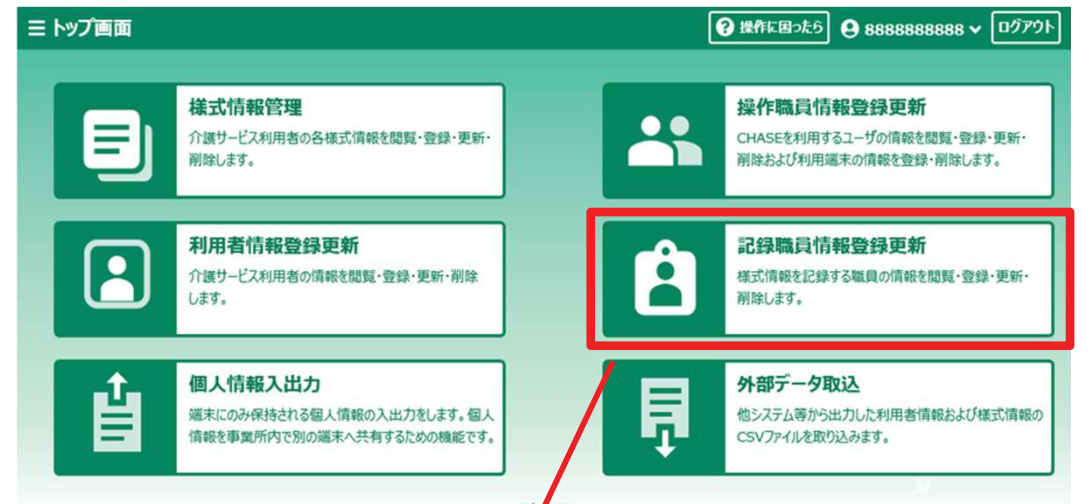 トップ画面
操作に困ったら
8888888888
ログアウト
様式情報管理
介護サービス利用者の各様式情報を閲覧・登録・更新・
削除します。
操作職員情報登録更新
CHASEを利用するユーザの情報を閲覧・登録・更新・
削除および利用端末の情報を登録・削除します。
利用者情報登録更新
介護サービス利用者の情報を閲覧・登録・更新・削除
します。
記録職員情報登録更新
様式情報を記録する職員の情報を閲覧・登録・更新・
削除します。
個人情報入出力
端末にのみ保持される個人情報の入出力をします。個人
情報を事業所内で別の端末へ共有するための機能です。
外部データ取込
他システム等から出力した利用者情報および様式情報の
CSVファイルを取り込みます。